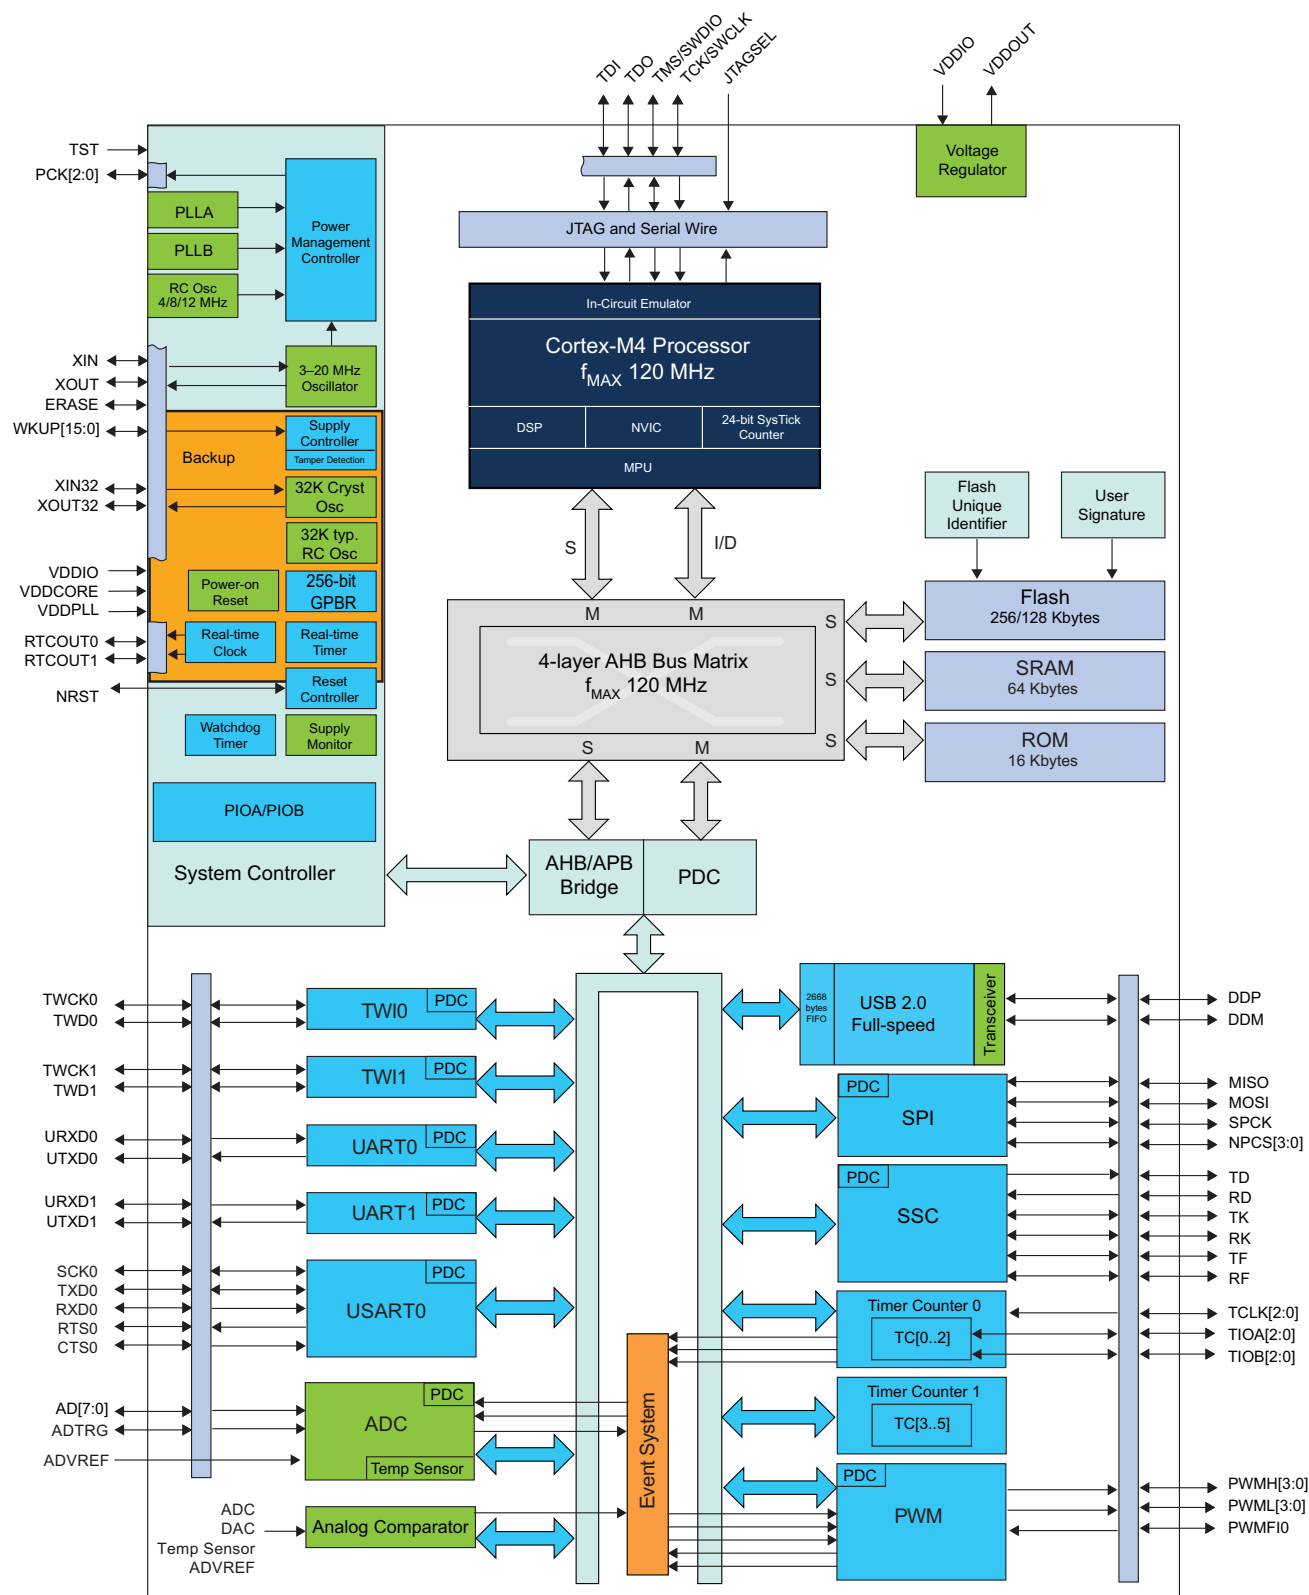 TDI
TDO
TMS/SWDIO
TCK/SWCLK
JTAGSEL
VDDIO
VDDOUT
Voltage
Regulator
TST
PCK[2:0]
PLLA
PLLB
RC Osc
4/8/12 MHz
Power
Management
Controller
JTAG and Serial Wire
In-Circuit Emulator
Cortex-M4 Processor
fMAX 120 MHz
DSP
NVIC
24-bit SysTick
Counter
MPU
XIN
XOUT
ERASE
WKUP[15:0]
3–20 MHz
Oscillator
Backup
Supply
Controller
Tamper Detection
XIN32
XOUT32
32K Cryst
Osc
32K typ.
RC Osc
VDDIO
VDDCORE
VDDPLL
Power-on
Reset
256-bit
GPBR
RTCOUT0
RTCOUT1
Real-time
Clock
Real-time
Timer
NRST
Reset
Controller
Watchdog
Timer
Supply
Monitor
PIOA/PIOB
System Controller
S
I/D
M
M
S
4-layer AHB Bus Matrix
fMAX 120 MHz
S
S
S
M
Flash
Unique
Identifier
User
Signature
Flash
256/128 Kbytes
SRAM
64 Kbytes
ROM
16 Kbytes
AHB/APB
Bridge
PDC
TWCK0
TWD0
TWI0
PDC
TWCK1
TWD1
TWI1
PDC
URXD0
UTXD0
UART0
PDC
URXD1
UTXD1
UART1
PDC
SCK0
TXD0
RXD0
RTS0
CTS0
USART0
PDC
AD[7:0]
ADTRG
ADVREF
ADC
PDC
Temp Sensor
ADC
DAC
Temp Sensor
ADVREF
Analog Comparator
Event System
2668
bytes
FIFO
USB 2.0
Full-speed
Transceiver
DDP
DDM
PDC
SPI
MISO
MOSI
SPCK
NPCS[3:0]
PDC
SSC
TD
RD
TK
RK
TF
RF
Timer Counter 0
TC[0..2]
TCLK[2:0]
TIOA[2:0]
TIOB[2:0]
Timer Counter 1
TC[3..5]
PDC
PWM
PWMH[3:0]
PWML[3:0]
PWMFI0